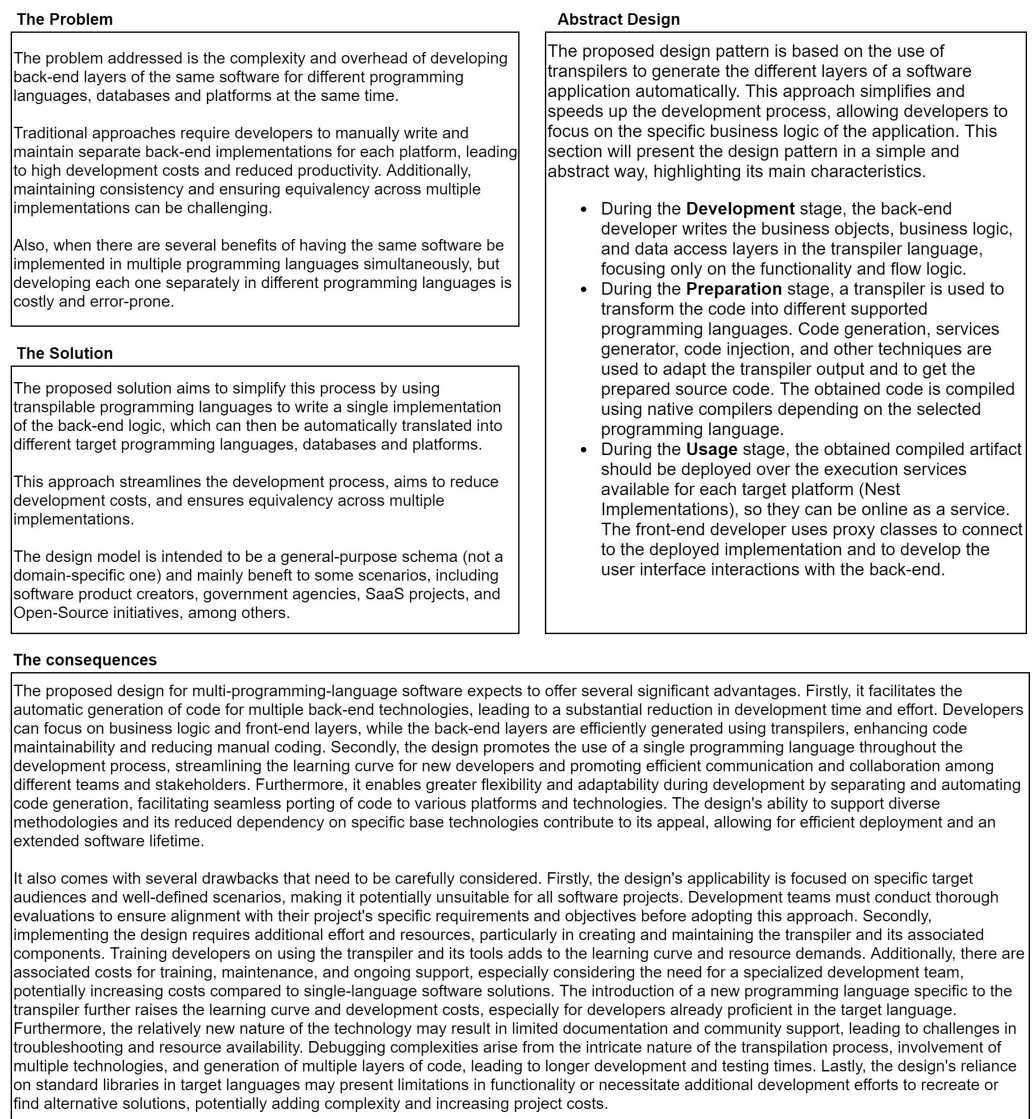 The Problem
The problem addressed is the complexity and overhead of developing
back-end layers of the same software for different programming
languages, databases and platforms at the same time.
Traditional approaches require developers to manually write and
maintain separate back-end implementations for each platform, leading
to high development costs and reduced productivity. Additionally,
maintaining consistency and ensuring equivalency across multiple
implementations can be challenging.
Also, when there are several benefits of having the same software be
implemented in multiple programming languages simultaneously, but
developing each one separately in different programming languages is
costly and error-prone.
The Solution
The proposed solution aims to simplify this process by using
transpilable programming languages to write a single implementation
of the back-end logic, which can then be automatically translated into
different target programming languages, databases and platforms.
This approach streamlines the development process, aims to reduce
development costs, and ensures equivalency across multiple
implementations.
The design model is intended to be a general-purpose schema (not a
domain-specific one) and mainly beneft to some scenarios, including
software product creators, government agencies, SaaS projects, and
Open-Source initiatives, among others.
Abstract Design
The proposed design pattern is based on the use of
transpilers to generate the different layers of a software
application automatically. This approach simplifies and
speeds up the development process, allowing developers to
focus on the specific business logic of the application. This
section will present the design pattern in a simple and
abstract way, highlighting its main characteristics.
• During the Development stage, the back-end
developer writes the business objects, business logic,
and data access layers in the transpiler language,
focusing only on the functionality and flow logic.
• During the Preparation stage, a transpiler is used to
transform the code into different supported
programming languages. Code generation, services
generator, code injection, and other techniques are
used to adapt the transpiler output and to get the
prepared source code. The obtained code is compiled
using native compilers depending on the selected
programming language.
• During the Usage stage, the obtained compiled artifact
should be deployed over the execution services
available for each target platform (Nest
Implementations), so they can be online as a service.
The front-end developer uses proxy classes to connect
to the deployed implementation and to develop the
user interface interactions with the back-end.
The consequences
The proposed design for multi-programming-language software expects to offer several significant advantages. Firstly, it facilitates the
automatic generation of code for multiple back-end technologies, leading to a substantial reduction in development time and effort. Developers
can focus on business logic and front-end layers, while the back-end layers are efficiently generated using transpilers, enhancing code
maintainability and reducing manual coding. Secondly, the design promotes the use of a single programming language throughout the
development process, streamlining the learning curve for new developers and promoting efficient communication and collaboration among
different teams and stakeholders. Furthermore, it enables greater flexibility and adaptability during development by separating and automating
code generation, facilitating seamless porting of code to various platforms and technologies. The design's ability to support diverse
methodologies and its reduced dependency on specific base technologies contribute to its appeal, allowing for efficient deployment and an
extended software lifetime.
It also comes with several drawbacks that need to be carefully considered. Firstly, the design's applicability is focused on specific target
audiences and well-defined scenarios, making it potentially unsuitable for all software projects. Development teams must conduct thorough
evaluations to ensure alignment with their project's specific requirements and objectives before adopting this approach. Secondly,
implementing the design requires additional effort and resources, particularly in creating and maintaining the transpiler and its associated
components. Training developers on using the transpiler and its tools adds to the learning curve and resource demands. Additionally, there are
associated costs for training, maintenance, and ongoing support, especially considering the need for a specialized development team,
potentially increasing costs compared to single-language software solutions. The introduction of a new programming language specific to the
transpiler further raises the learning curve and development costs, especially for developers already proficient in the target language.
Furthermore, the relatively new nature of the technology may result in limited documentation and community support, leading to challenges in
troubleshooting and resource availability. Debugging complexities arise from the intricate nature of the transpilation process, involvement of
multiple technologies, and generation of multiple layers of code, leading to longer development and testing times. Lastly, the design's reliance
on standard libraries in target languages may present limitations in functionality or necessitate additional development efforts to recreate or
find alternative solutions, potentially adding complexity and increasing project costs.